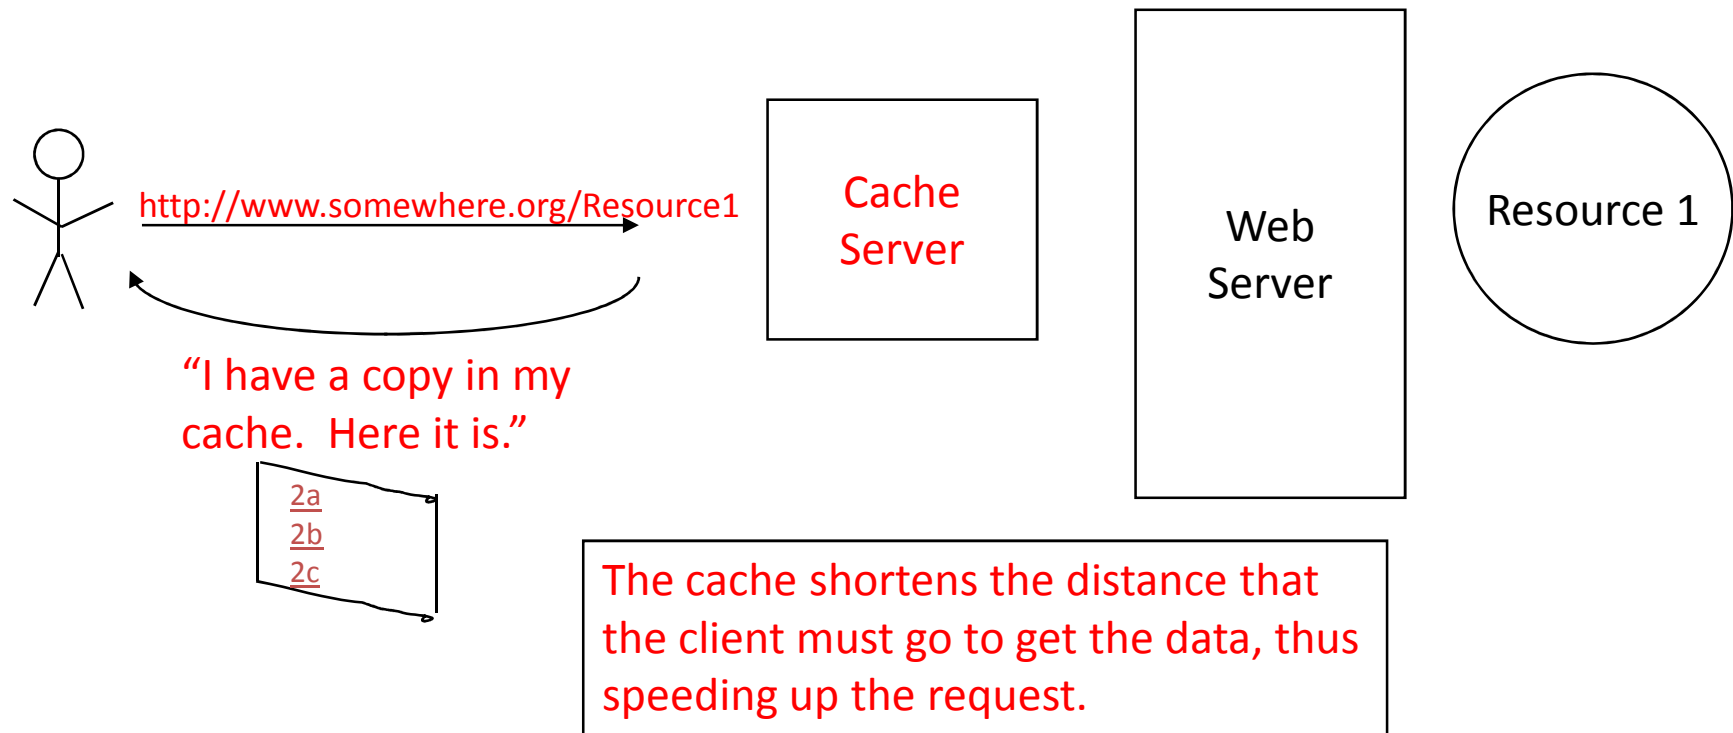 http://www.somewhere.org/Resource1
Cache
Server
Web
Server
Resource 1
“I have a copy in my
cache.  Here it is.”
2a
2b
2c
The cache shortens the distance that
the client must go to get the data, thus
speeding up the request.